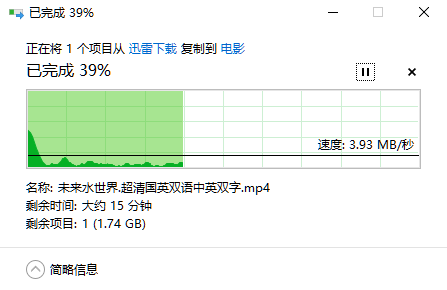 已完成 39%
正在将 1 个项目从 迅雷下载 复制到 电影
已完成 39%
速度: 3.93 MB/秒
名称: 未来水世界.超清国英双语中英双字.mp4
剩余时间: 大约 15 分钟
剩余项目: 1 (1.74 GB)
简略信息